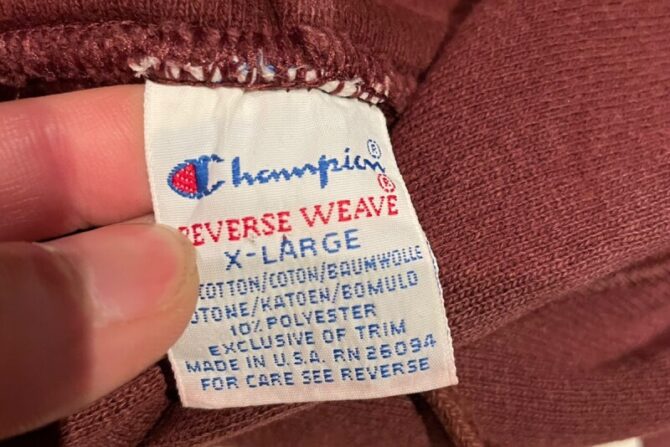 Champion®
REVERSE WEAVE®
X-LARGE
COTTON/COTON/BAUMWOLLE
COTONE/KATOEN/BOMULD
10% POLYESTER
EXCLUSIVE OF TRIM
MADE IN U.S.A. RN 26094
FOR CARE SEE REVERSE